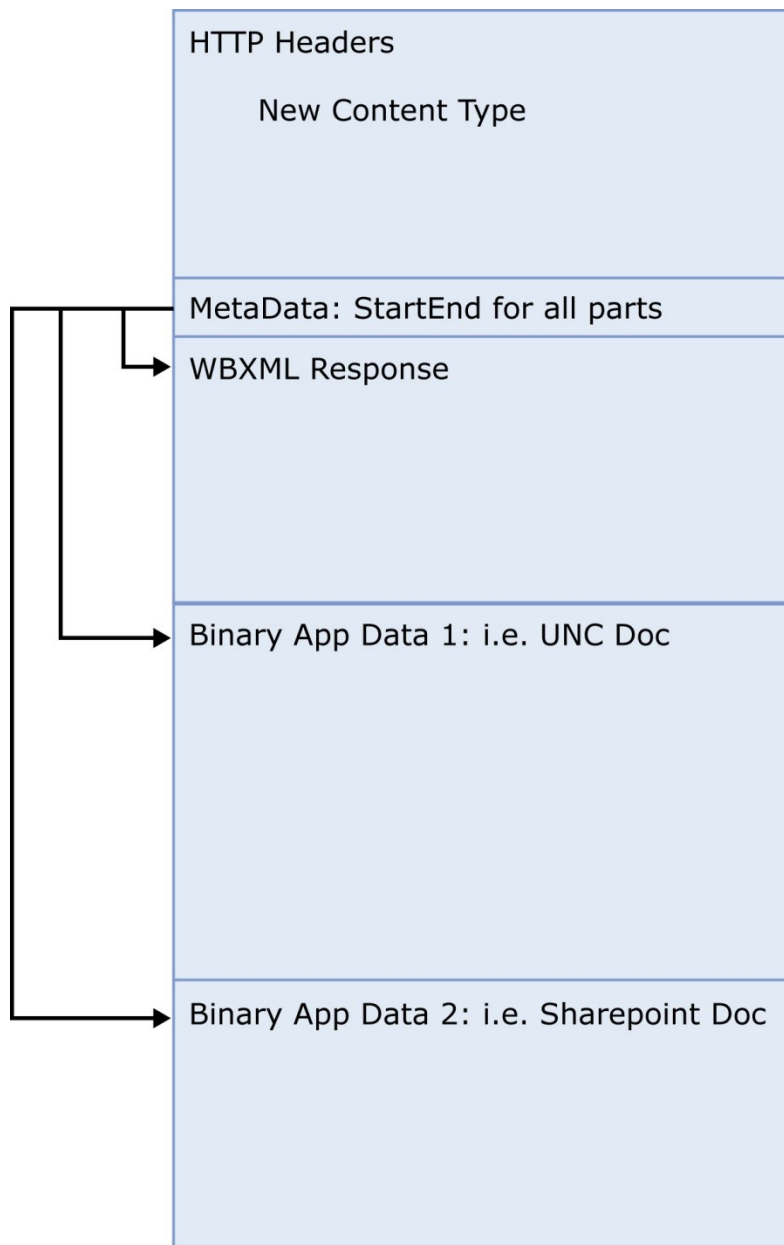 HTTP Headers
New Content Type
MetaData: StartEnd for all parts
WBXML Response
Binary App Data 1: i.e. UNC Doc
Binary App Data 2: i.e. Sharepoint Doc